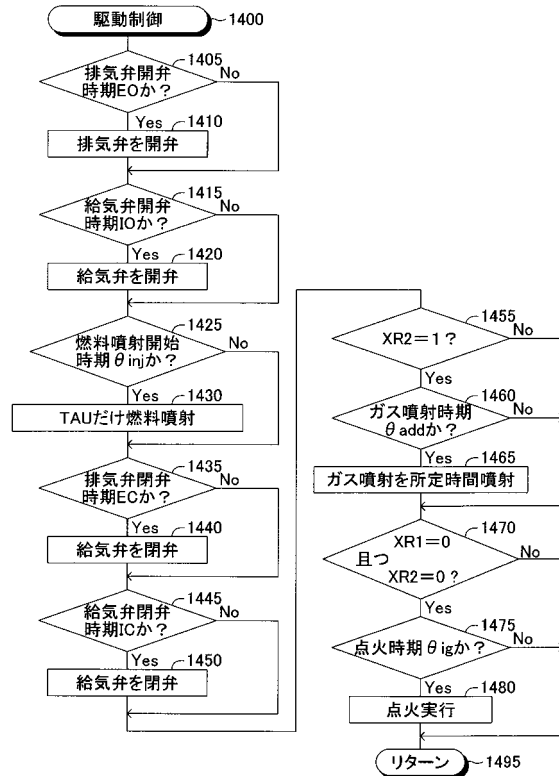 駆動制御
1400
1405
排気弁開弁
時期EOか？
No
Yes
1410
排気弁を開弁
1415
給気弁開弁
時期IOか？
No
Yes
1420
給気弁を開弁
1425
燃料噴射開始
時期θinjか？
No
Yes
1430
TAUだけ燃料噴射
1435
排気弁閉弁
時期ECか？
No
Yes
1440
給気弁を閉弁
1445
給気弁閉弁
時期ICか？
No
Yes
1450
給気弁を閉弁
1455
XR2＝1？
No
Yes
1460
ガス噴射時期
θaddか？
No
Yes
1465
ガス噴射を所定時間噴射
1470
XR1＝0
且つ
XR2＝0？
No
Yes
1475
点火時期θigか？
No
Yes
1480
点火実行
リターン
1495